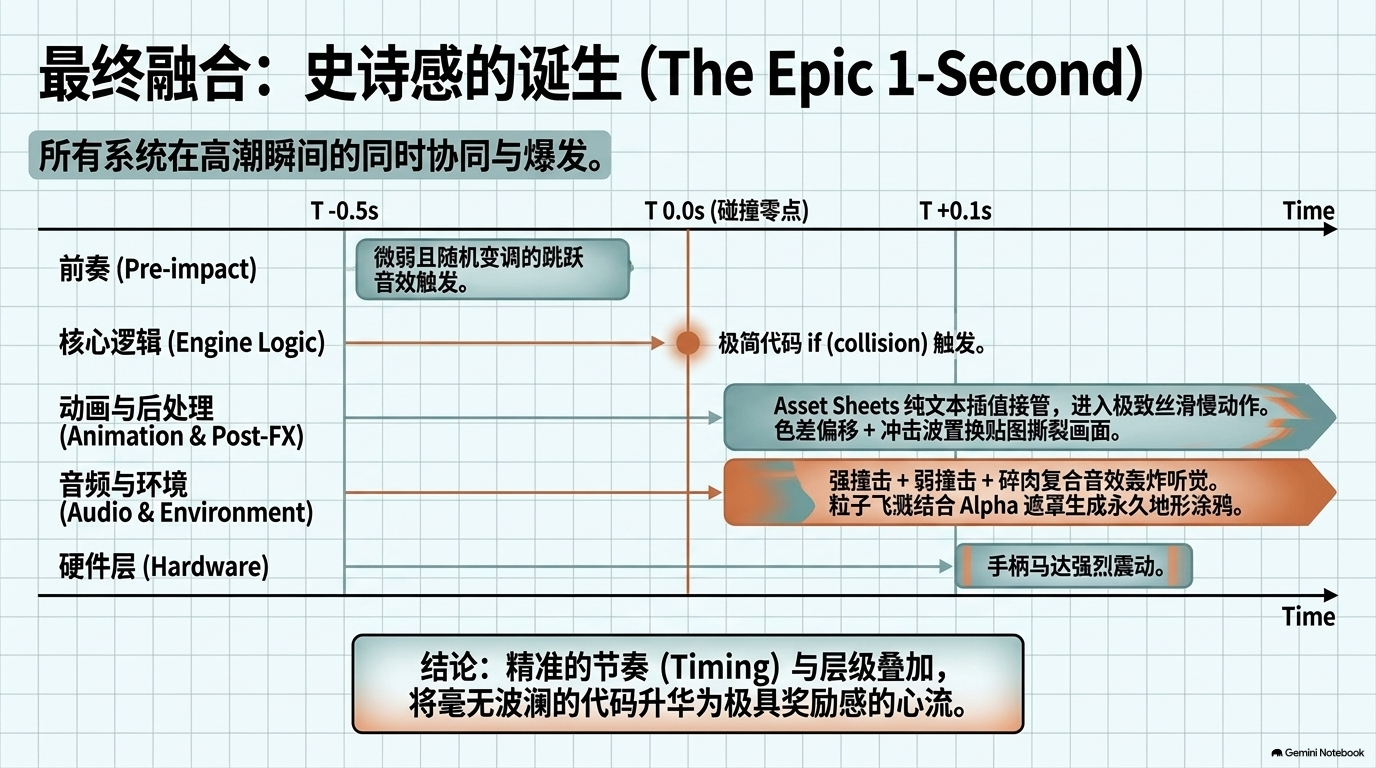 最终融合：史诗感的诞生 (The Epic 1-Second)
所有系统在高潮瞬间的同时协同与爆发。
T -0.5s
T 0.0s (碰撞零点)
T +0.1s
Time
前奏 (Pre-impact)
微弱且随机变调的跳跃
音效触发。
核心逻辑 (Engine Logic)
极简代码 if (collision) 触发。
动画与后处理
(Animation & Post-FX)
Asset Sheets 纯文本插值接管，进入极致丝滑慢动作。
色差偏移 + 冲击波置换贴图撕裂画面。
音频与环境
(Audio & Environment)
强撞击 + 弱撞击 + 碎肉复合音效轰炸听觉。
粒子飞溅结合 Alpha 遮罩生成永久地形涂鸦。
硬件层 (Hardware)
手柄马达强烈震动。
Time
结论：精准的节奏 (Timing) 与层级叠加，
将毫无波澜的代码升华为极具奖励感的心流。
Gemini Notebook